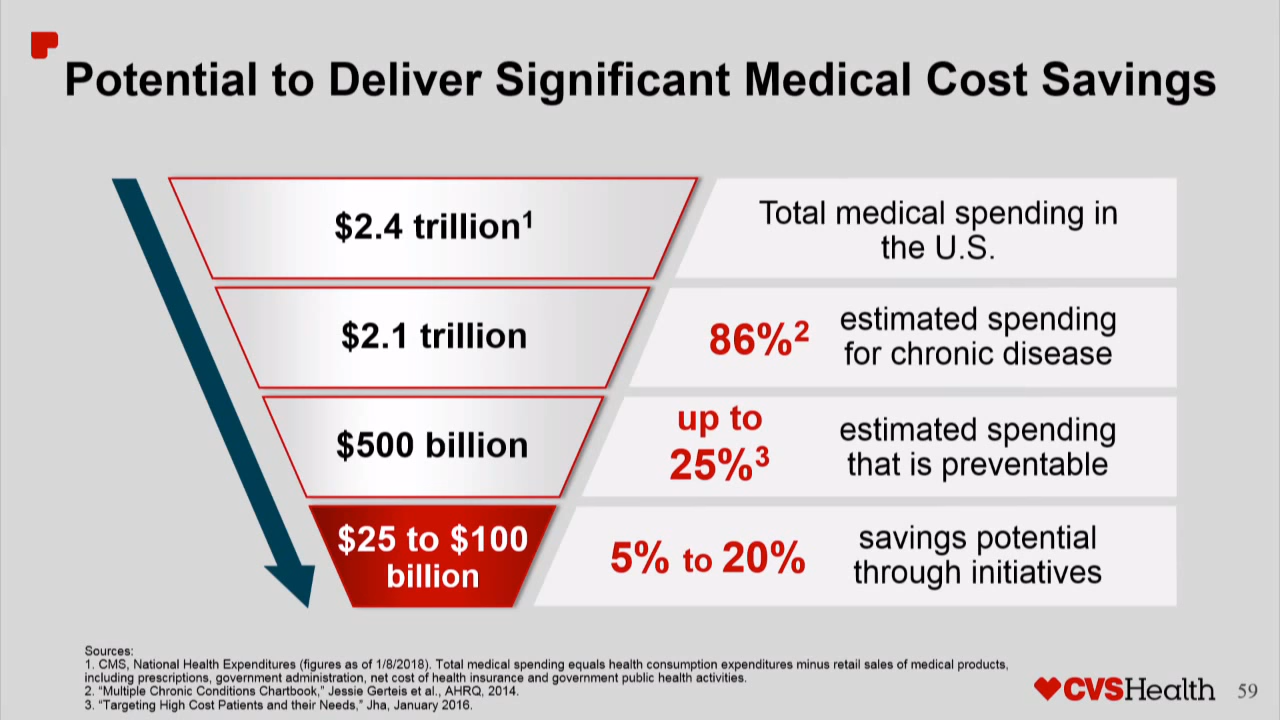 Potential to Deliver Significant Medical Cost Savings
$2.4 trillion¹
Total medical spending in
the U.S.
$2.1 trillion
86%²
estimated spending
for chronic disease
$500 billion
up to
25%³
estimated spending
that is preventable
$25 to $100
billion
5% to 20%
savings potential
through initiatives
Sources:
1. CMS, National Health Expenditures (figures as of 1/8/2018). Total medical spending equals health consumption expenditures minus retail sales of medical products,
including prescriptions, government administration, net cost of health insurance and government public health activities.
2. “Multiple Chronic Conditions Chartbook,” Jessie Gerteis et al., AHRQ, 2014.
3. “Targeting High Cost Patients and their Needs,” Jha, January 2016.
CVSHealth
59